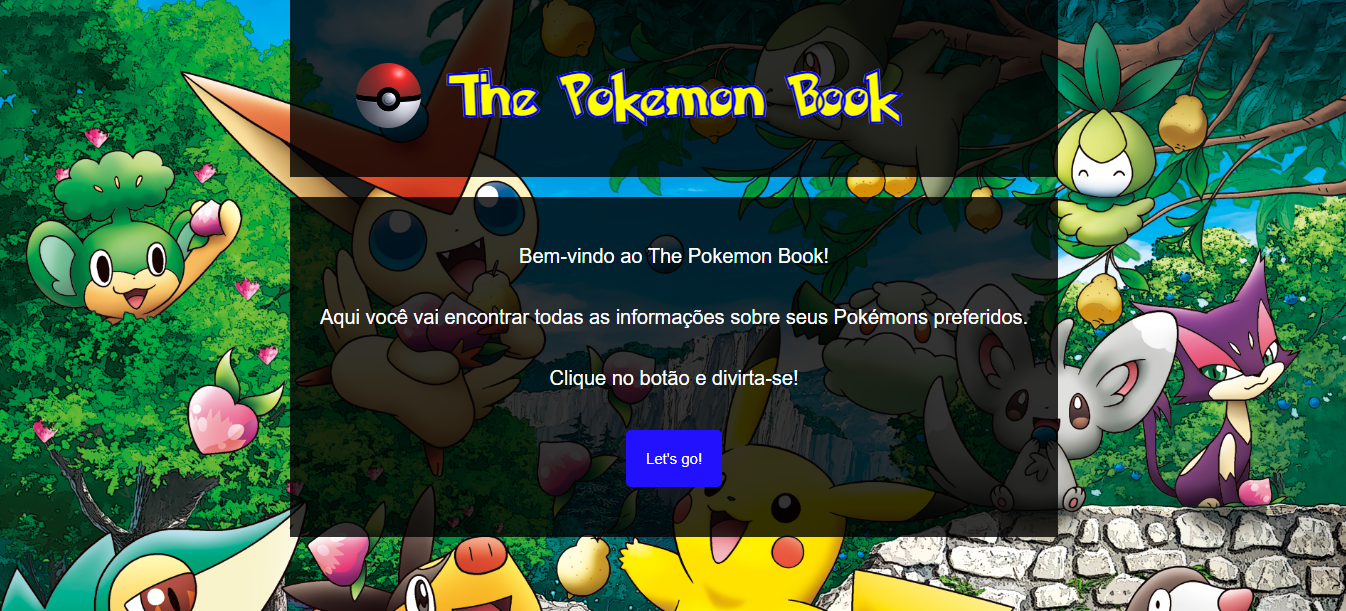 The Pokemon Book
Bem-vindo ao The Pokemon Book!
Aqui você vai encontrar todas as informações sobre seus Pokémons preferidos.
Clique no botão e divirta-se!
Let's go!